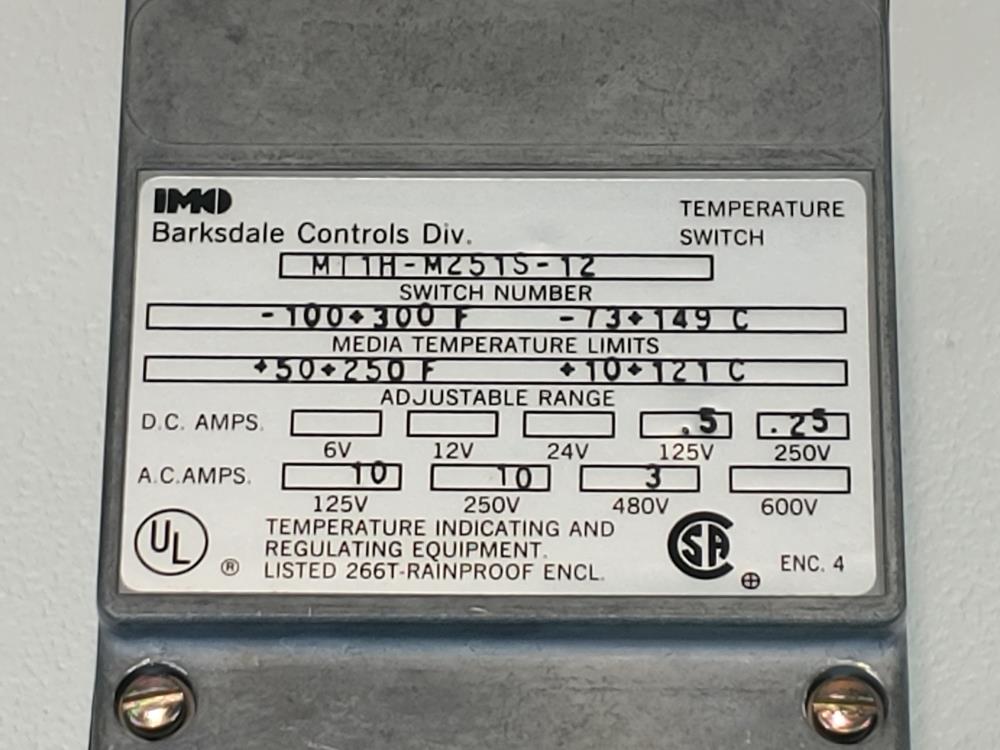 IMO
Barksdale Controls Div.
TEMPERATURE
SWITCH
MT1H-M251S-12
SWITCH NUMBER
-100+300 F -73+149 C
MEDIA TEMPERATURE LIMITS
+50+250 F +10+121 C
ADJUSTABLE RANGE
D.C. AMPS. .5 .25
6V 12V 24V 125V 250V
A.C. AMPS. 10 10 3
125V 250V 480V 600V
UL ®
TEMPERATURE INDICATING AND
REGULATING EQUIPMENT.
LISTED 266T-RAINPROOF ENCL.
SA
ENC. 4